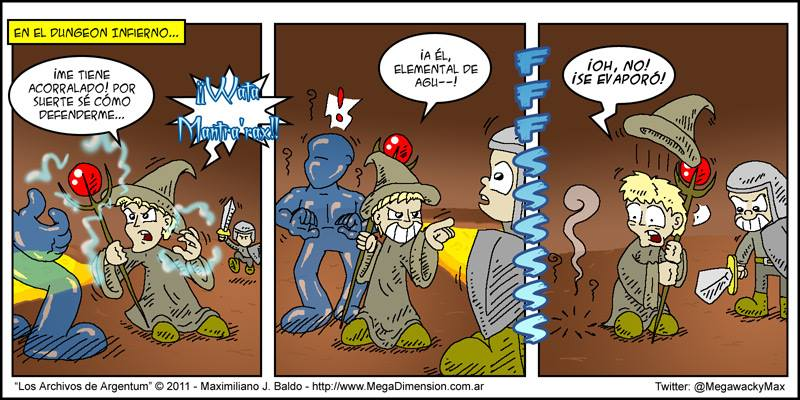 EN EL DUNGEON INFIERNO...
¡ME TIENE
ACORRALADO! POR
SUERTE SÉ CÓMO
DEFENDERME...
¡¡Wata
Mantra'rax!!
!
¡A ÉL,
ELEMENTAL DE
AGU--!
FFFSSSSSS
¡OH, NO!
¡SE EVAPORÓ!
"Los Archivos de Argentum" © 2011 - Maximiliano J. Baldo - http://www.MegaDimension.com.ar
Twitter: @MegawackyMax